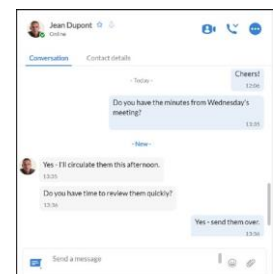 Jean Dupont
Online
Conversation
Contact details
- Today -
Cheers!
13:06
Do you have the minutes from Wednesday's
meeting?
13:35
- New -
Yes - I'll circulate them this afternoon.
13:35
Do you have time to review them quickly?
13:36
Yes - send them over.
13:36
Send a message